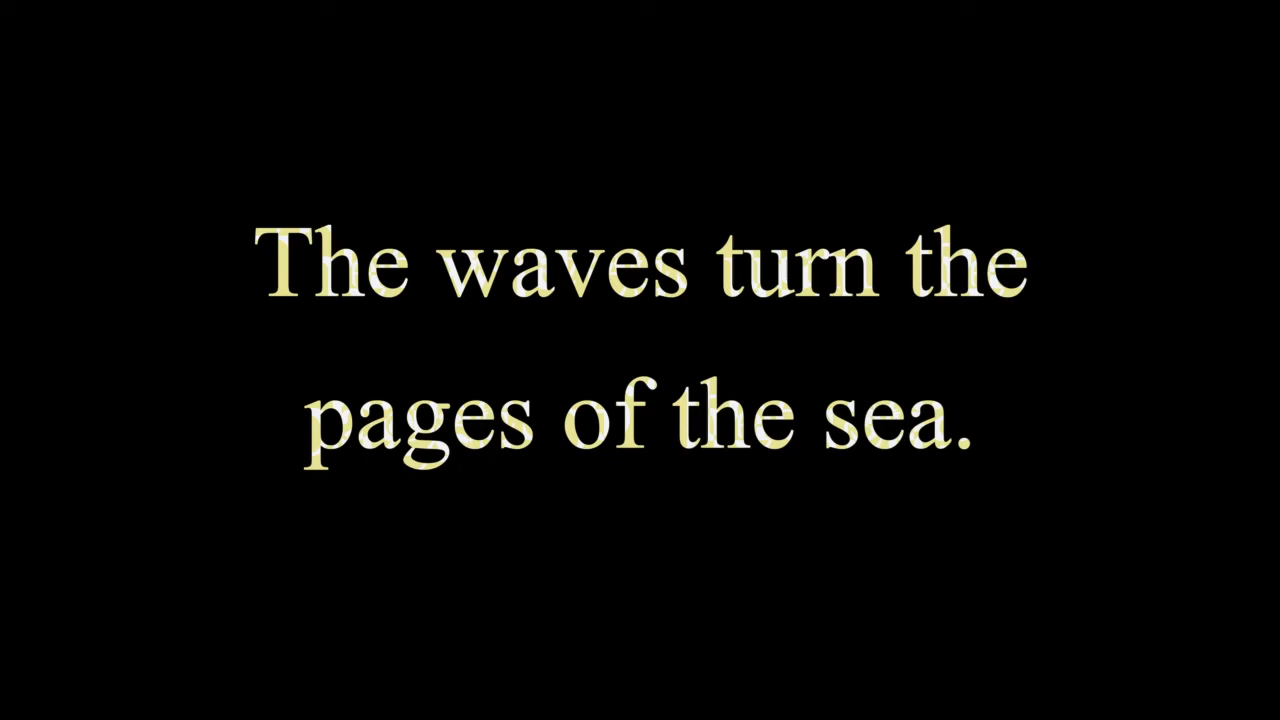 The waves turn the
pages of the sea.